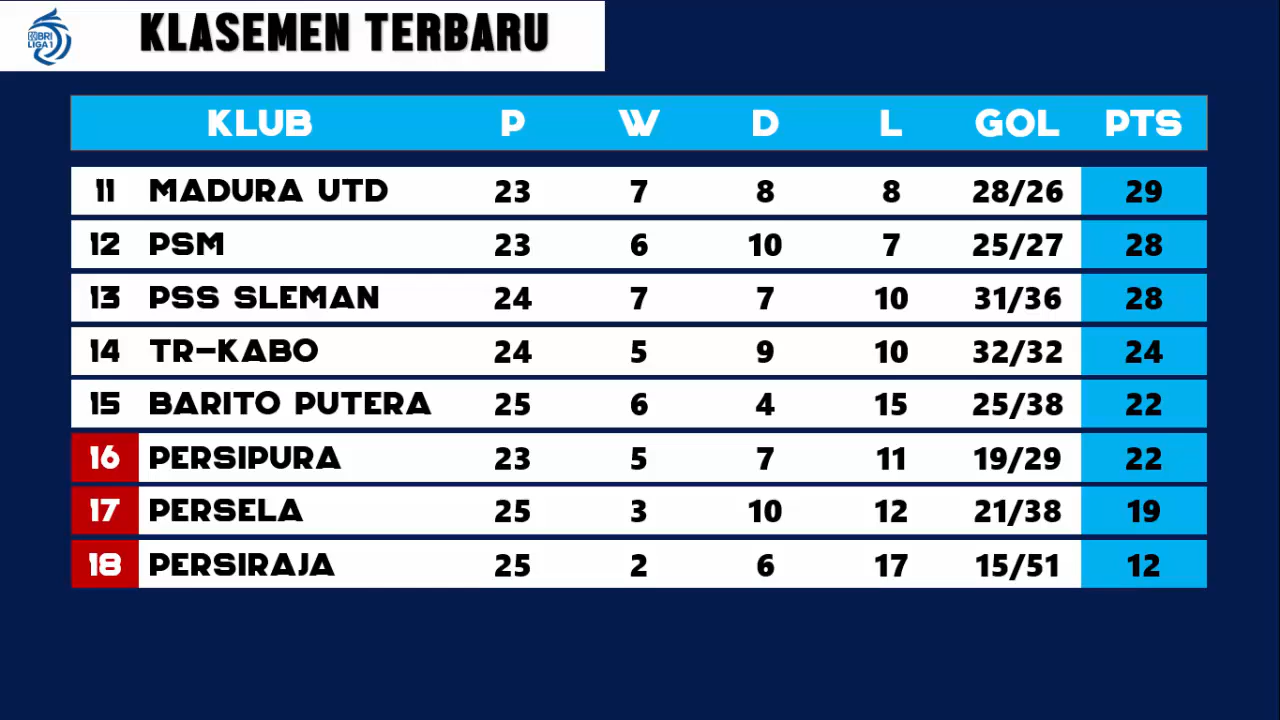 BRI
LIGA 1
KLASEMEN TERBARU
KLUB P W D L GOL PTS
11 MADURA UTD 23 7 8 8 28/26 29
12 PSM 23 6 10 7 25/27 28
13 PSS SLEMAN 24 7 7 10 31/36 28
14 TR-KABO 24 5 9 10 32/32 24
15 BARITO PUTERA 25 6 4 15 25/38 22
16 PERSIPURA 23 5 7 11 19/29 22
17 PERSELA 25 3 10 12 21/38 19
18 PERSIRAJA 25 2 6 17 15/51 12